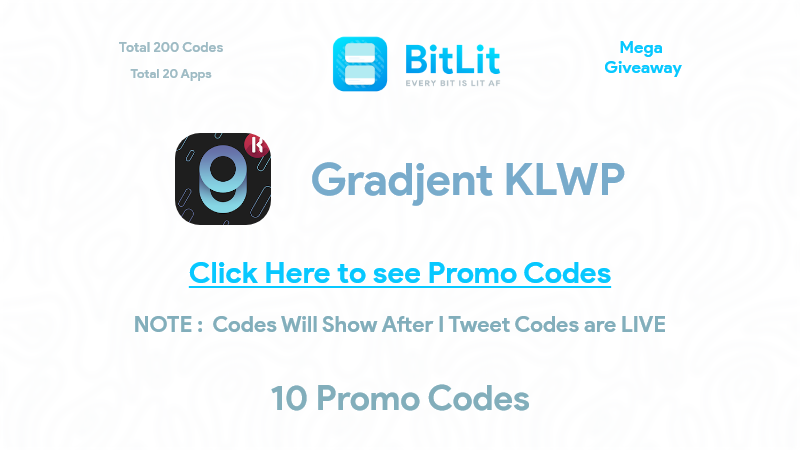 Total 200 Codes
Total 20 Apps
BitLit
EVERY BIT IS LIT AF
Mega
Giveaway
Gradjent KLWP
Click Here to see Promo Codes
NOTE : Codes Will Show After I Tweet Codes are LIVE
10 Promo Codes